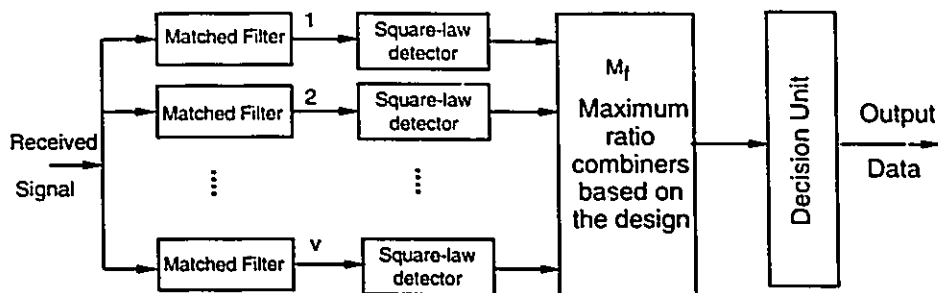 Received
Signal
Matched Filter
1
Square-law
detector
Matched Filter
2
Square-law
detector
Matched Filter
v
Square-law
detector
Mf
Maximum
ratio
combiners
based on
the design
Decision Unit
Output
Data